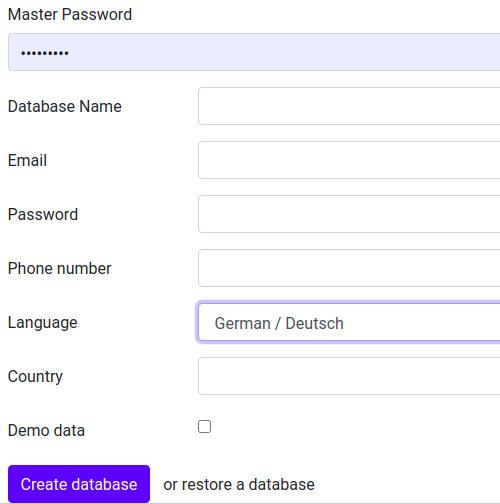 Master Password
•••••••••
Database Name
Email
Password
Phone number
Language
German / Deutsch
Country
Demo data
Create database or restore a database